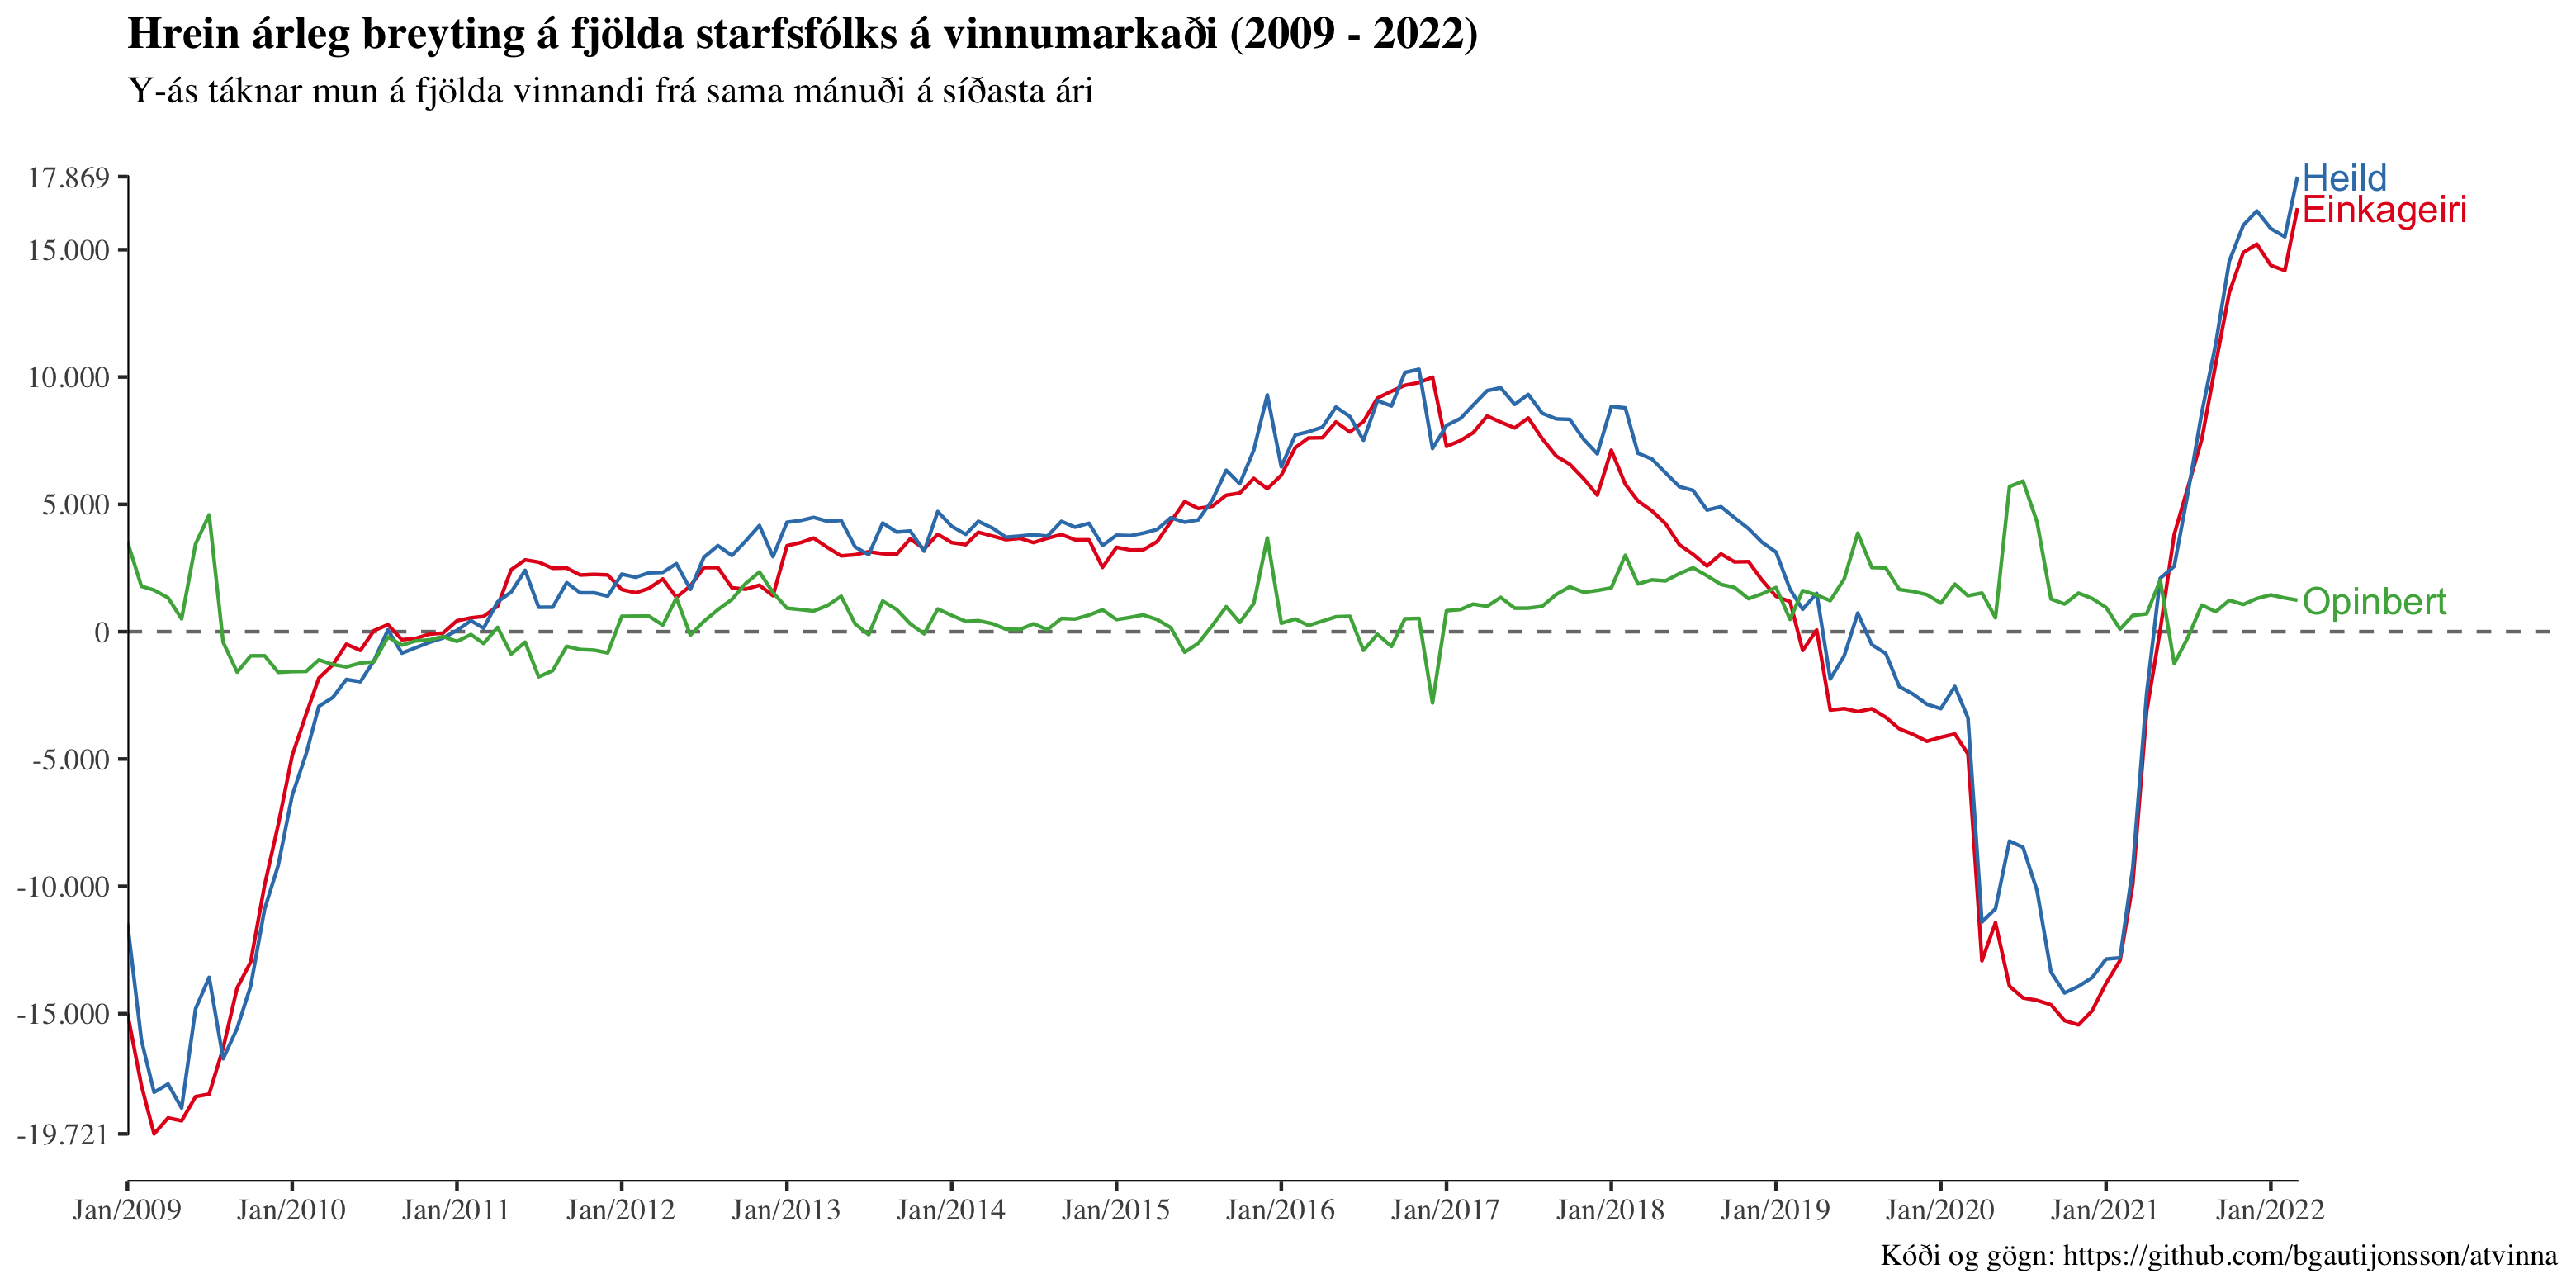 Hrein árleg breyting á fjölda starfsfólks á vinnumarkaði (2009 - 2022)
Y-ás táknar mun á fjölda vinnandi frá sama mánuði á síðasta ári
17.869
15.000
10.000
5.000
0
-5.000
-10.000
-15.000
-19.721
Heild
Einkageiri
Opinbert
Jan/2009 Jan/2010 Jan/2011 Jan/2012 Jan/2013 Jan/2014 Jan/2015 Jan/2016 Jan/2017 Jan/2018 Jan/2019 Jan/2020 Jan/2021 Jan/2022
Kóði og gögn: https://github.com/bgautijonsson/atvinna